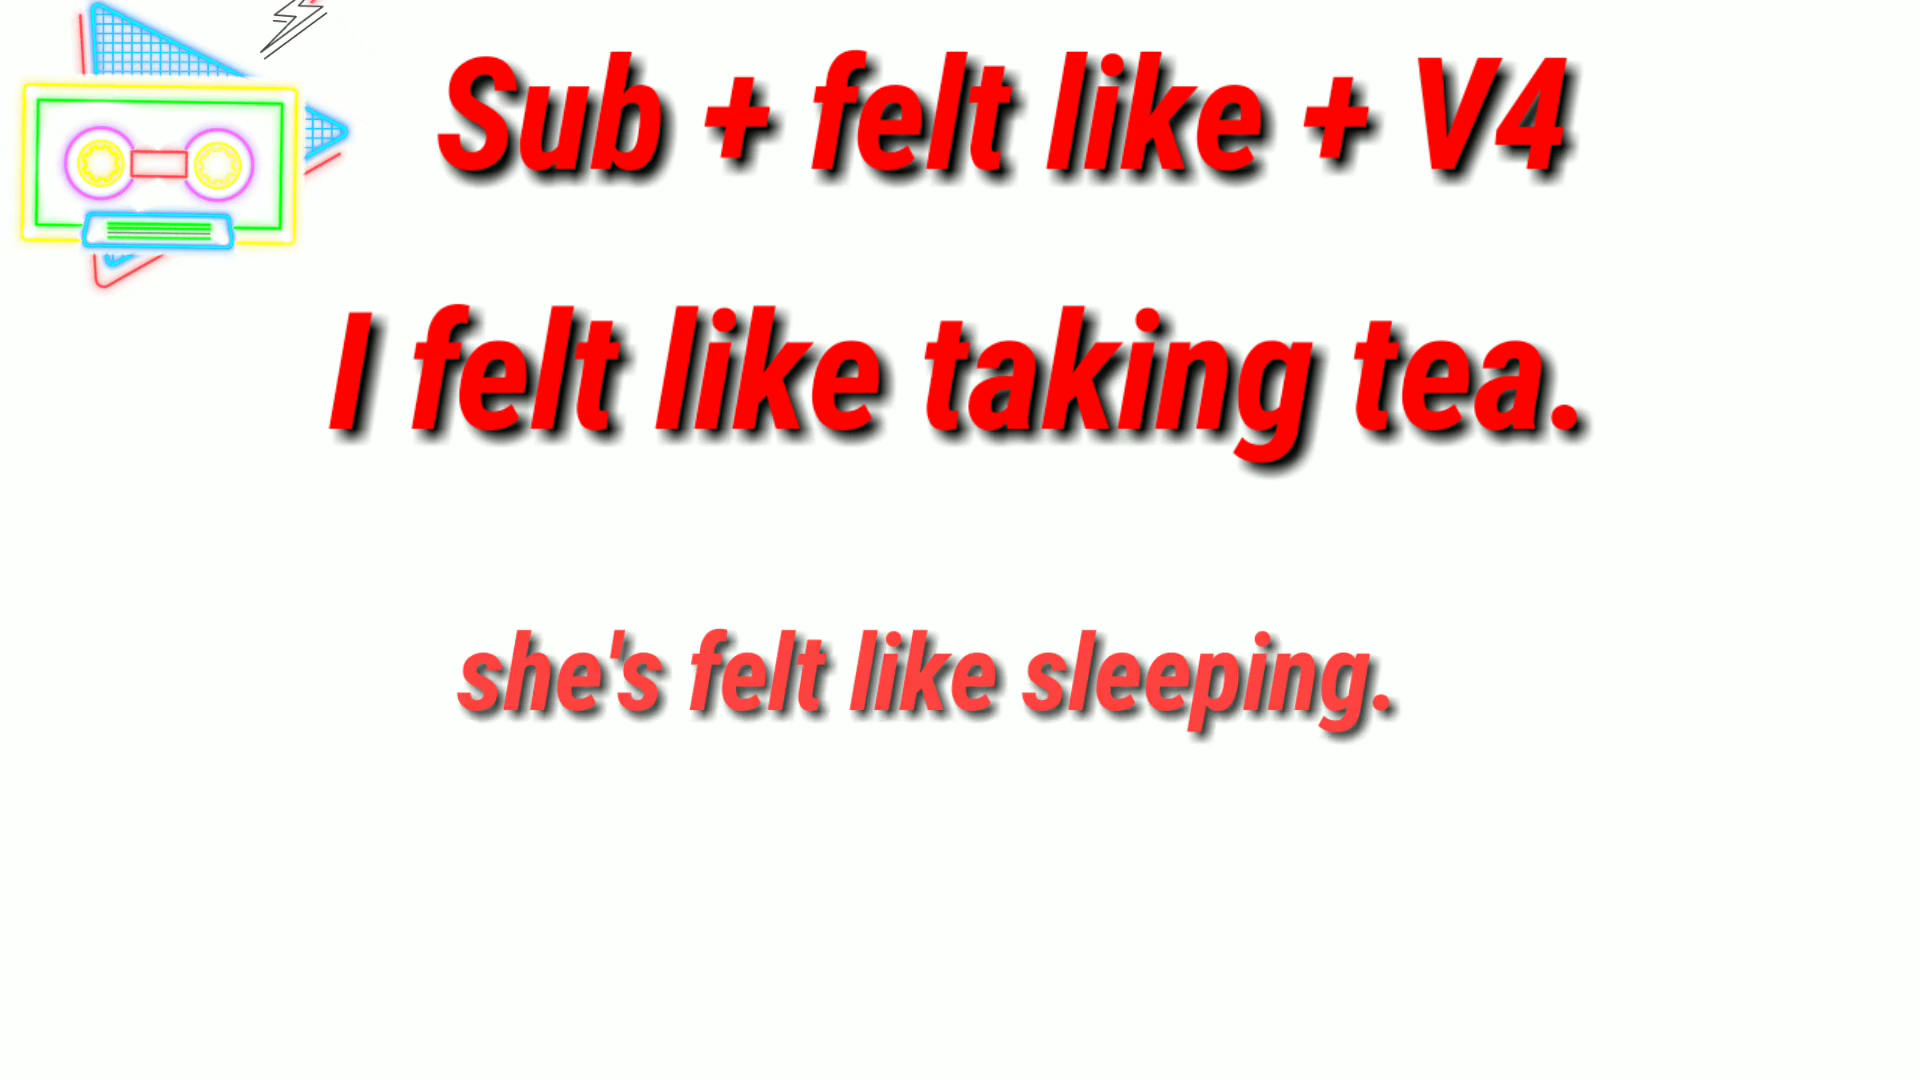 Sub + felt like + V4
I felt like taking tea.
she's felt like sleeping.